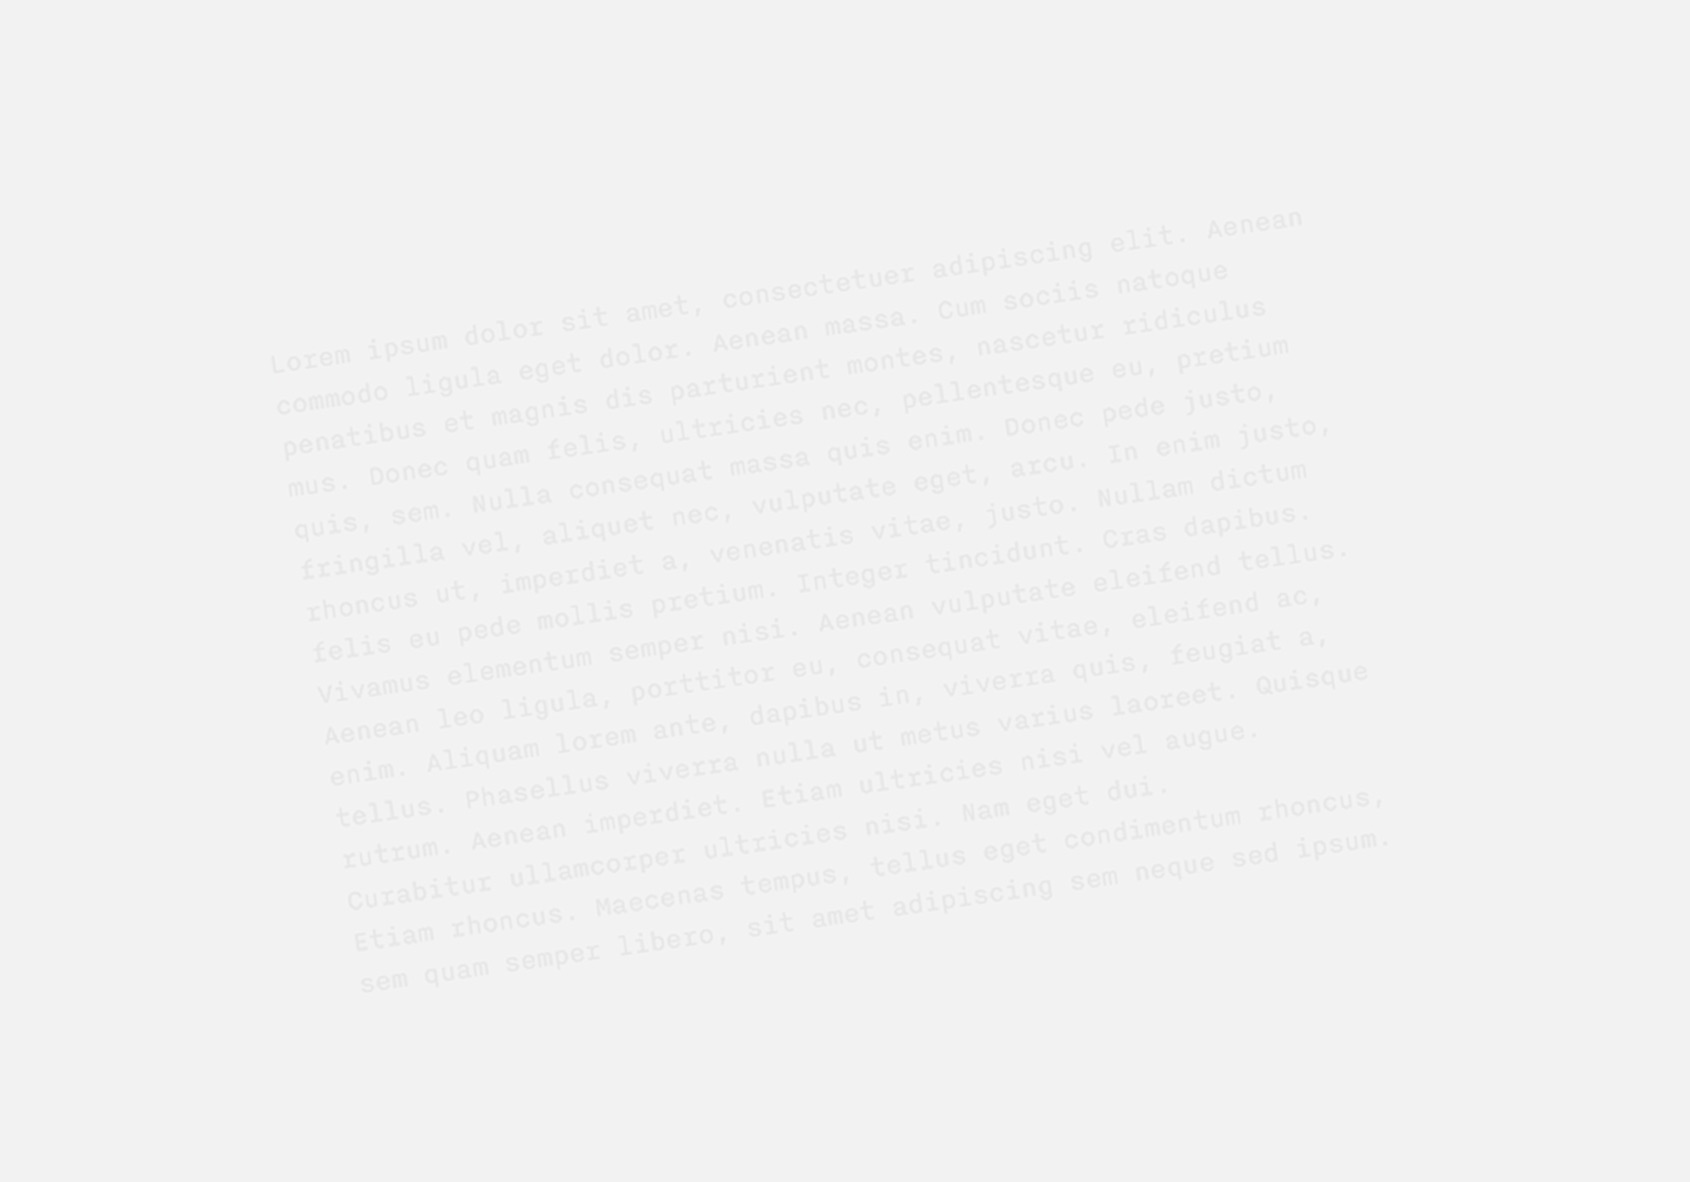 Lorem ipsum dolor sit amet, consectetuer adipiscing elit. Aenean
commodo ligula eget dolor. Aenean massa. Cum sociis natoque
penatibus et magnis dis parturient montes, nascetur ridiculus
mus. Donec quam felis, ultricies nec, pellentesque eu, pretium
quis, sem. Nulla consequat massa quis enim. Donec pede justo,
fringilla vel, aliquet nec, vulputate eget, arcu. In enim justo,
rhoncus ut, imperdiet a, venenatis vitae, justo. Nullam dictum
felis eu pede mollis pretium. Integer tincidunt. Cras dapibus.
Vivamus elementum semper nisi. Aenean vulputate eleifend tellus.
Aenean leo ligula, porttitor eu, consequat vitae, eleifend ac,
enim. Aliquam lorem ante, dapibus in, viverra quis, feugiat a,
tellus. Phasellus viverra nulla ut metus varius laoreet. Quisque
rutrum. Aenean imperdiet. Etiam ultricies nisi vel augue.
Curabitur ullamcorper ultricies nisi. Nam eget dui.
Etiam rhoncus. Maecenas tempus, tellus eget condimentum rhoncus,
sem quam semper libero, sit amet adipiscing sem neque sed ipsum.